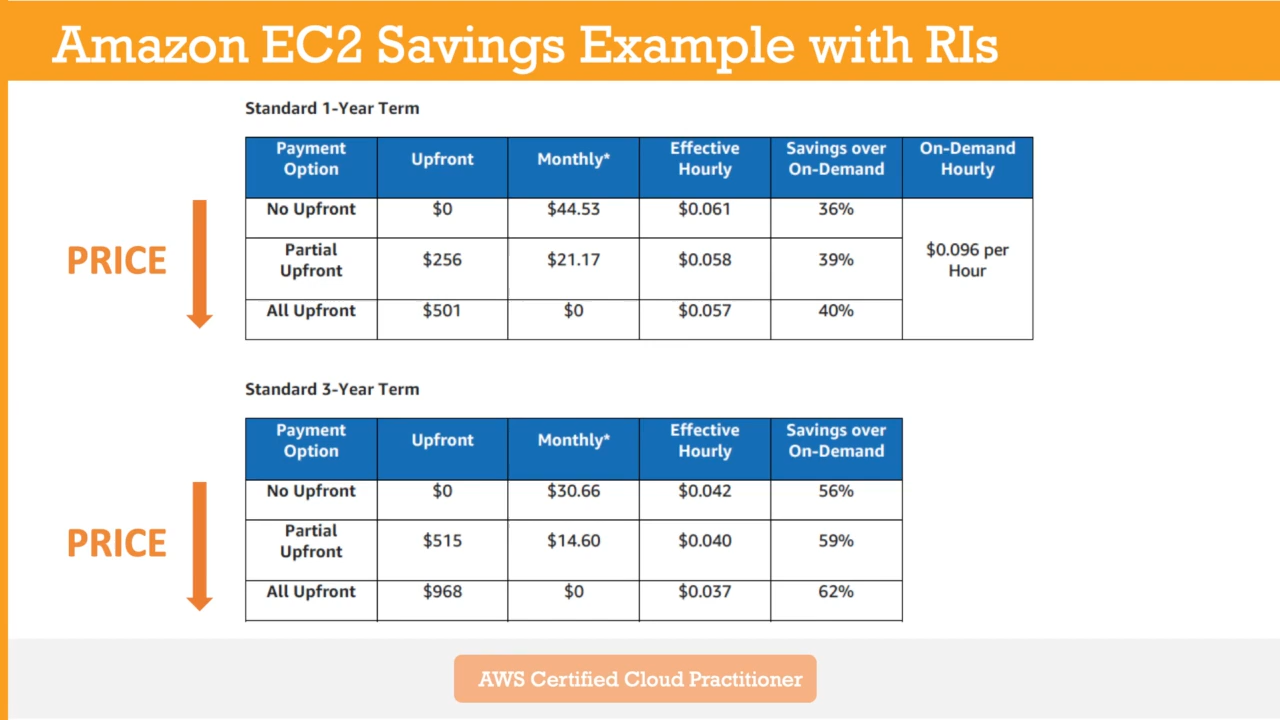 Amazon EC2 Savings Example with RIs
Standard 1-Year Term
Payment Option Upfront Monthly* Effective Hourly Savings over On-Demand On-Demand Hourly
No Upfront $0 $44.53 $0.061 36%
Partial Upfront $256 $21.17 $0.058 39% $0.096 per Hour
All Upfront $501 $0 $0.057 40%
PRICE
Standard 3-Year Term
Payment Option Upfront Monthly* Effective Hourly Savings over On-Demand
No Upfront $0 $30.66 $0.042 56%
Partial Upfront $515 $14.60 $0.040 59%
All Upfront $968 $0 $0.037 62%
PRICE
AWS Certified Cloud Practitioner